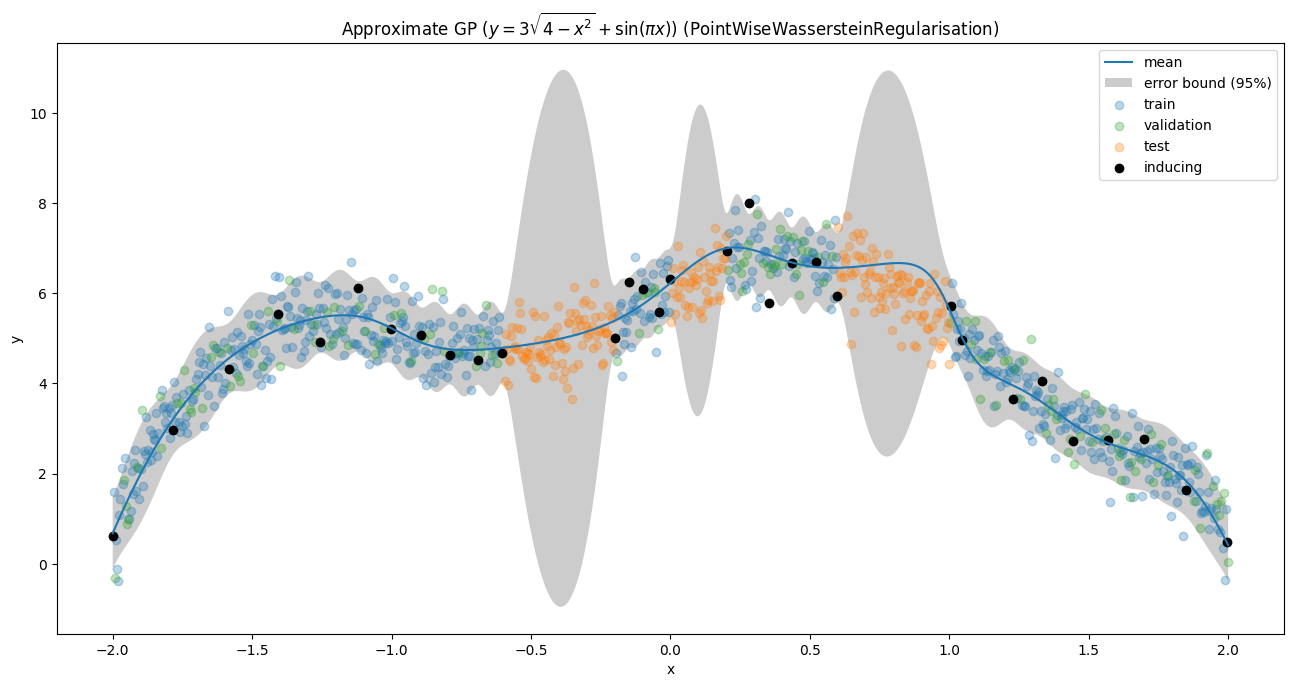 Approximate GP (y = 3√4 − x² + sin(πx)) (PointWiseWassersteinRegularisation)
mean
error bound (95%)
train
validation
test
inducing
y
10
8
6
4
2
0
−2.0 −1.5 −1.0 −0.5 0.0 0.5 1.0 1.5 2.0
x